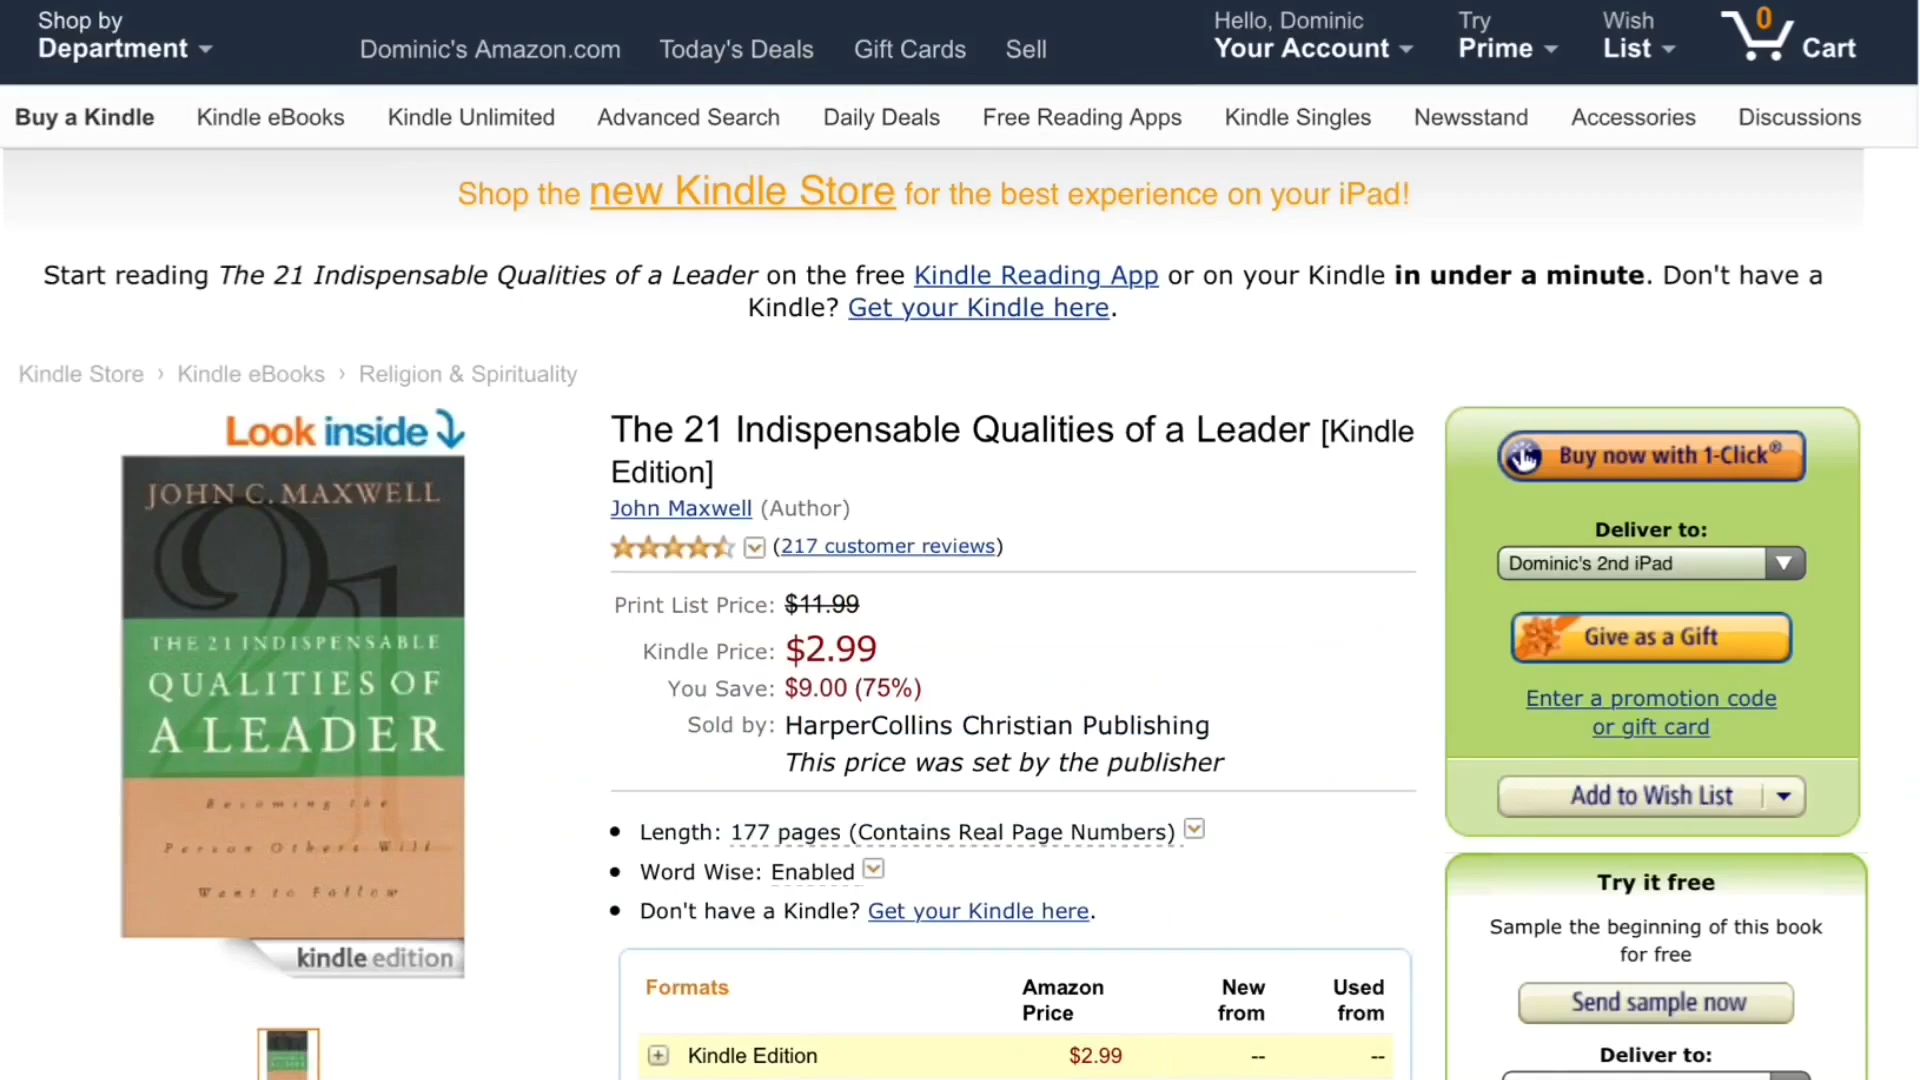 Shop by
Department
Dominic's Amazon.com
Today's Deals
Gift Cards
Sell
Hello, Dominic
Your Account
Try
Prime
Wish
List
0
Cart
Buy a Kindle
Kindle eBooks
Kindle Unlimited
Advanced Search
Daily Deals
Free Reading Apps
Kindle Singles
Newsstand
Accessories
Discussions
Shop the new Kindle Store for the best experience on your iPad!
Start reading The 21 Indispensable Qualities of a Leader on the free Kindle Reading App or on your Kindle in under a minute. Don't have a
Kindle? Get your Kindle here.
Kindle Store › Kindle eBooks › Religion & Spirituality
Look inside
JOHN C. MAXWELL
21
THE 21 INDISPENSABLE
QUALITIES OF
A LEADER
Becoming the
Person Others Will
Want to Follow
kindle edition
The 21 Indispensable Qualities of a Leader [Kindle
Edition]
John Maxwell (Author)
(217 customer reviews)
Print List Price: $11.99
Kindle Price: $2.99
You Save: $9.00 (75%)
Sold by: HarperCollins Christian Publishing
This price was set by the publisher
• Length: 177 pages (Contains Real Page Numbers)
• Word Wise: Enabled
• Don't have a Kindle? Get your Kindle here.
Formats
Amazon
Price
New
from
Used
from
Kindle Edition
$2.99
--
--
Buy now with 1-Click®
Deliver to:
Dominic's 2nd iPad
Give as a Gift
Enter a promotion code
or gift card
Add to Wish List
Try it free
Sample the beginning of this book
for free
Send sample now
Deliver to: